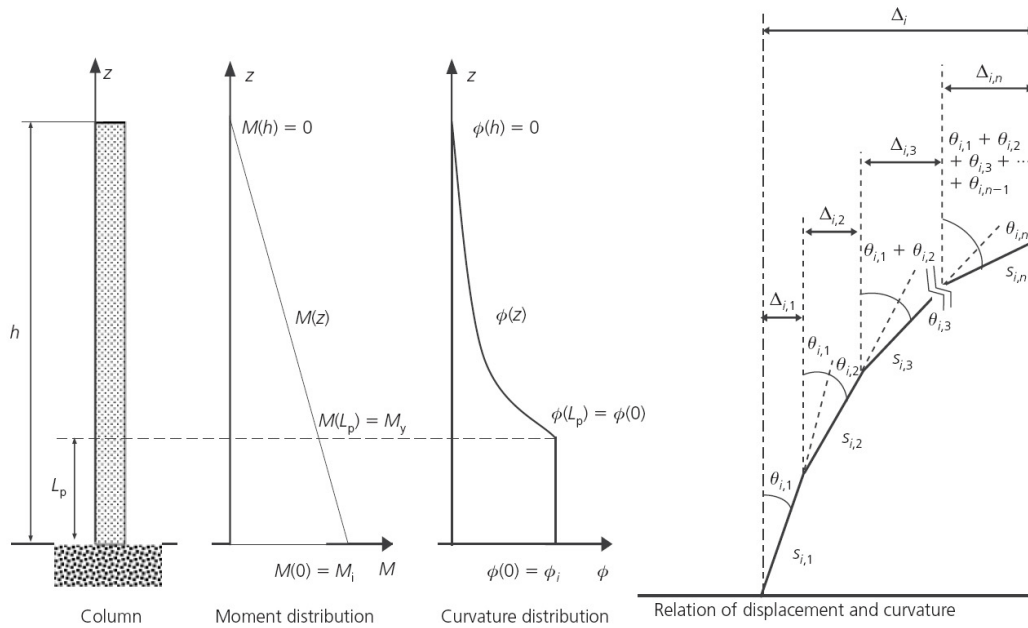 z
h
L_p
Column
z
M(h) = 0
M(z)
M(L_p) = M_y
M(0) = M_i
M
Moment distribution
z
ϕ(h) = 0
ϕ(z)
ϕ(L_p) = ϕ(0)
ϕ(0) = ϕ_i
ϕ
Curvature distribution
Δ_i
Δ_{i,n}
Δ_{i,3}
θ_{i,1} + θ_{i,2}
+ θ_{i,3} + ···
+ θ_{i,n−1}
Δ_{i,2}
θ_{i,n}
θ_{i,1} + θ_{i,2}
s_{i,n}
Δ_{i,1}
θ_{i,3}
θ_{i,1}
θ_{i,2}
s_{i,3}
s_{i,2}
θ_{i,1}
s_{i,1}
Relation of displacement and curvature